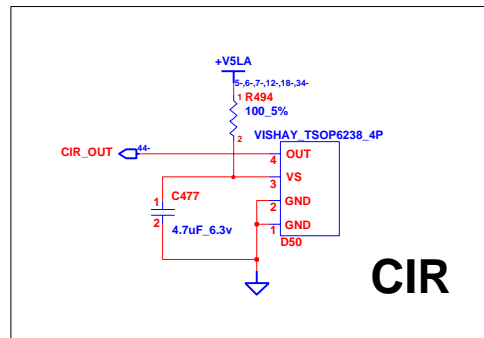 +V5LA
5-,6-,7-,12-,18-,34-
1 R494
100_5%
2
VISHAY_TSOP6238_4P
CIR_OUT 44-
4 OUT
3 VS
2 GND
1 GND
D50
C477
1
2
4.7uF_6.3v
CIR